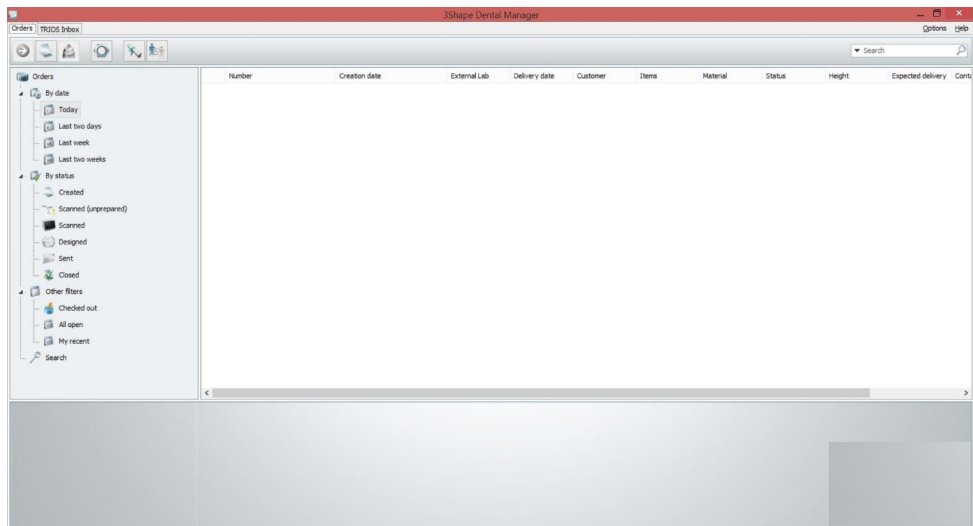 3Shape Dental Manager
Orders TRIOS Inbox Options Help
Search
Orders
By date
Today
Last two days
Last week
Last two weeks
By status
Created
Scanned (unprepared)
Scanned
Designed
Sent
Closed
Other filters
Checked out
All open
My recent
Search
Number Creation date External Lab Delivery date Customer Items Material Status Height Expected delivery Conta